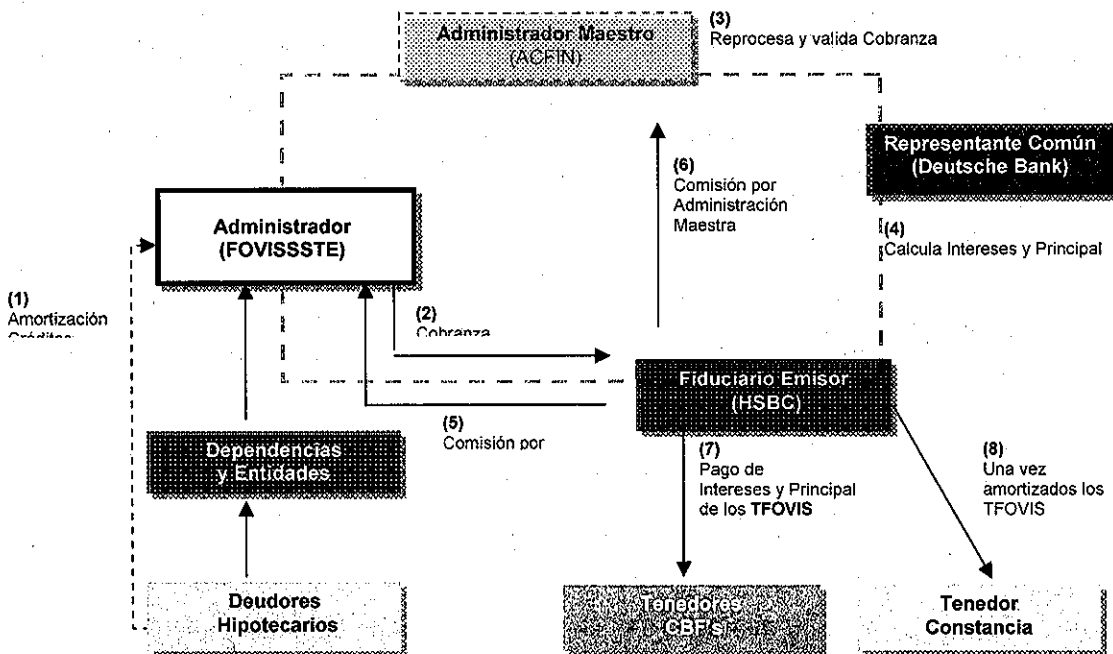 Administrador Maestro
(ACFIN)
(3)
Reprocesa y valida Cobranza
Representante Común
(Deutsche Bank)
(6)
Comisión por
Administración
Maestra
(4)
Calcula Intereses y Principal
Administrador
(FOVISSSTE)
(1)
Amortización
Créditos
(2)
Cobranza
Fiduciario Emisor
(HSBC)
(5)
Comisión por
Dependencias
y Entidades
(7)
Pago de
Intereses y Principal
de los TFOVIS
(8)
Una vez
amortizados los
TFOVIS
Deudores
Hipotecarios
Tenedores
CBF's
Tenedor
Constancia